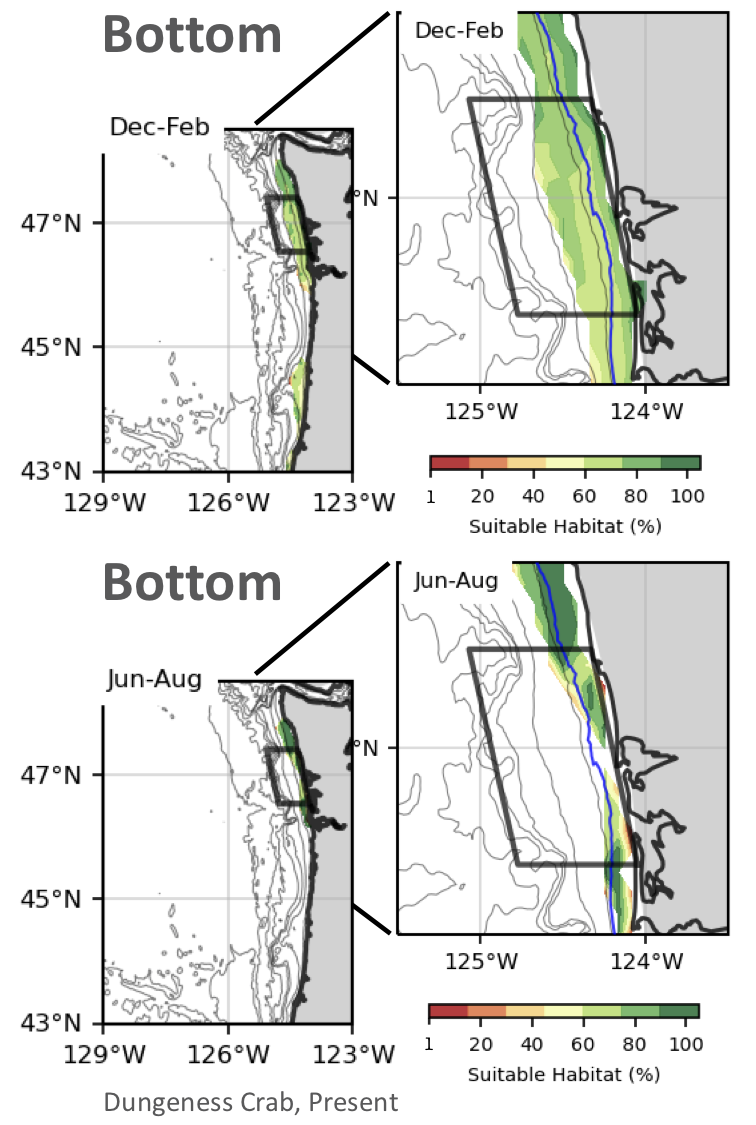 Bottom
Dec-Feb
Dec-Feb
47°N
45°N
43°N
129°W 126°W 123°W
°N
125°W 124°W
1 20 40 60 80 100
Suitable Habitat (%)
Bottom
Jun-Aug
Jun-Aug
47°N
45°N
43°N
129°W 126°W 123°W
°N
125°W 124°W
1 20 40 60 80 100
Suitable Habitat (%)
Dungeness Crab, Present